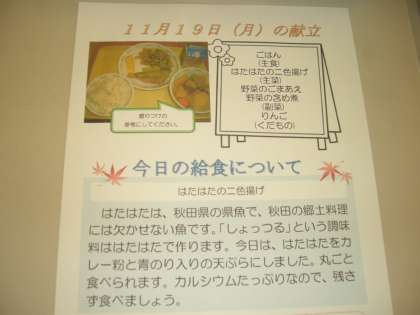 11月19日(月)の献立
ごはん
(主食)
はたはたの二色揚げ
(主菜)
野菜のごまあえ
野菜の含め煮
(副菜)
りんご
(くだもの)
盛りつけの
参考にしてください。
今日の給食について
はたはたの二色揚げ
はたはたは、秋田県の県魚で、秋田の郷土料理
には欠かせない魚です。「しょっつる」という調味
料ははたはたで作ります。今日は、はたはたをカ
レー粉と青のり入りの天ぷらにしました。丸ごと
食べられます。カルシウムたっぷりなので、残さ
ず食べましょう。